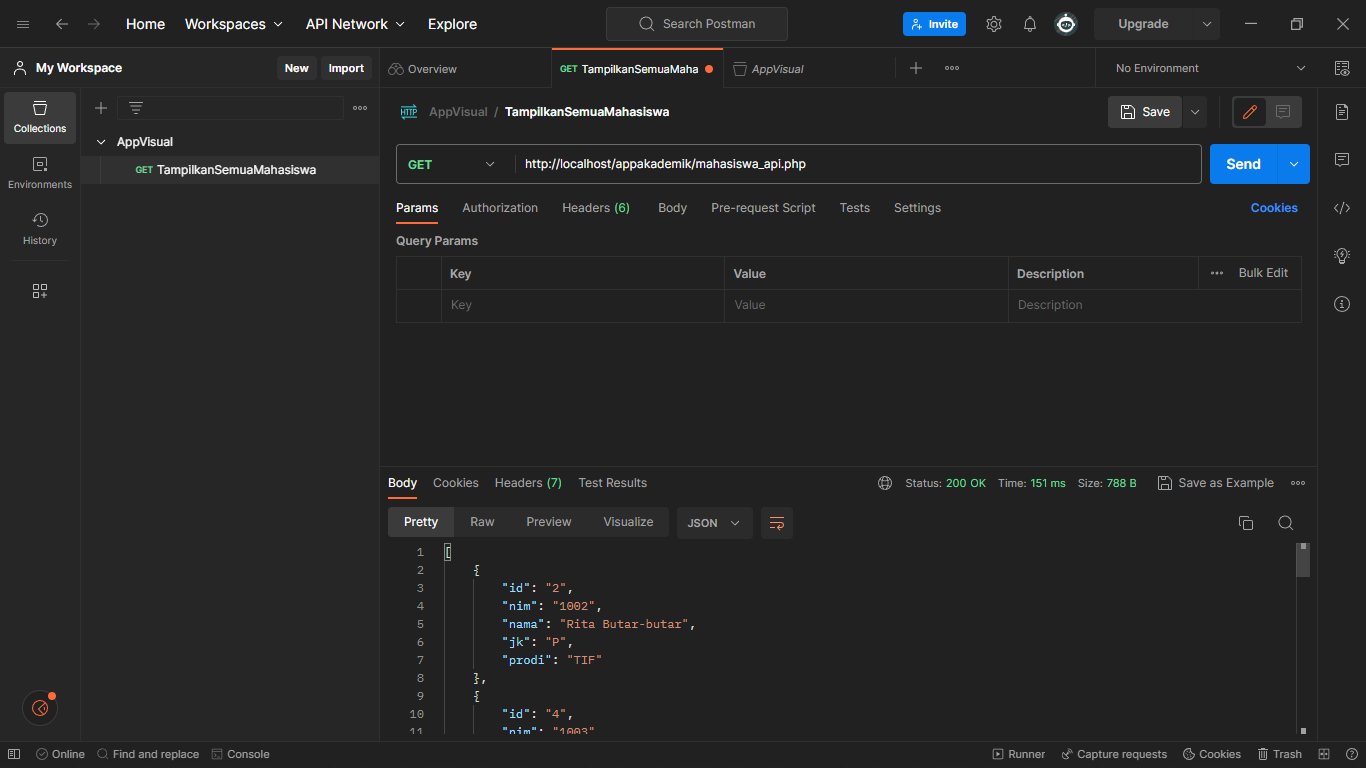 Home Workspaces API Network Explore Search Postman Invite Upgrade
My Workspace New Import Overview GET TampilkanSemuaMaha AppVisual No Environment
Collections
Environments
History
AppVisual
GET TampilkanSemuaMahasiswa
HTTP AppVisual / TampilkanSemuaMahasiswa Save
GET http://localhost/appakademik/mahasiswa_api.php Send
Params Authorization Headers (6) Body Pre-request Script Tests Settings Cookies
Query Params
Key Value Description Bulk Edit
Key Value Description
Body Cookies Headers (7) Test Results Status: 200 OK Time: 151 ms Size: 788 B Save as Example
Pretty Raw Preview Visualize JSON
1 [
2 {
3 "id": "2",
4 "nim": "1002",
5 "nama": "Rita Butar-butar",
6 "jk": "P",
7 "prodi": "TIF"
8 },
9 {
10 "id": "4",
11 "nim": "1003"
Online Find and replace Console Runner Capture requests Cookies Trash